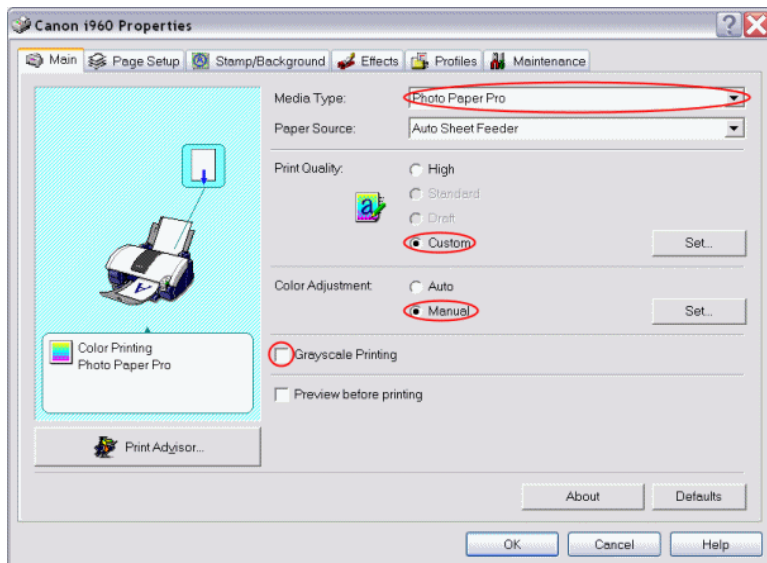 Canon i960 Properties
Main Page Setup Stamp/Background Effects Profiles Maintenance
Media Type: Photo Paper Pro
Paper Source: Auto Sheet Feeder
Print Quality: High
Standard
Draft
Custom Set...
Color Adjustment: Auto
Manual Set...
Color Printing
Photo Paper Pro
Grayscale Printing
Preview before printing
Print Advisor...
About Defaults
OK Cancel Help